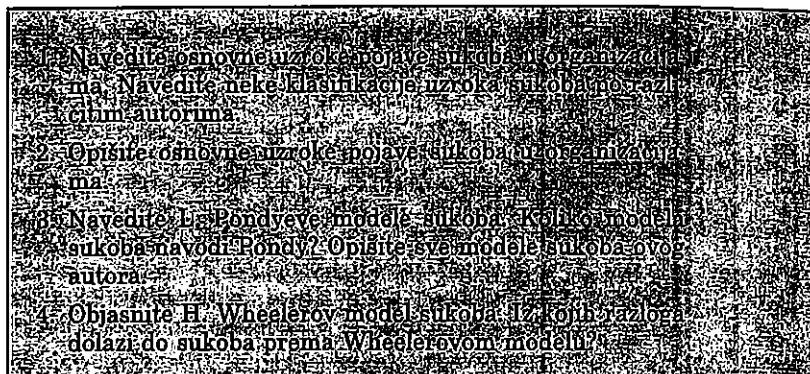 1. Navedite osnovne uzroke pojave sukoba u organizacija
ma. Navedite neke klasifikacije uzroka sukoba po razli
čitim autorima.
2. Opišite osnovne uzroke pojave sukoba u organizacija
ma.
3. Navedite L. Pondyeve modele sukoba. Koliko modela
sukoba navodi Pondy? Opišite sve modele sukoba ovog
autora.
4. Objasnite H. Wheelerov model sukoba. Iz kojih razloga
dolazi do sukoba prema Wheelerovom modelu?